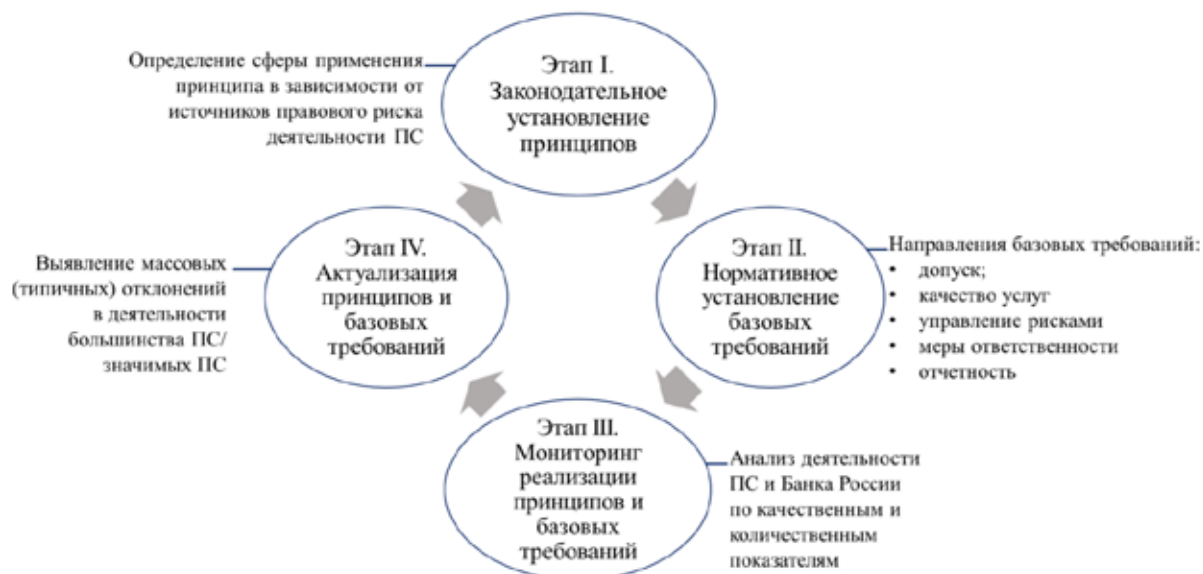 Определение сферы применения
принципа в зависимости от
источников правового риска
деятельности ПС
Этап I.
Законодательное
установление
принципов
Этап II.
Нормативное
установление
базовых
требований
Направления базовых требований:
• допуск;
• качество услуг
• управление рисками
• меры ответственности
• отчетность
Этап III.
Мониторинг
реализации
принципов и
базовых
требований
Анализ деятельности
ПС и Банка России
по качественным и
количественным
показателям
Этап IV.
Актуализация
принципов и
базовых
требований
Выявление массовых
(типичных) отклонений
в деятельности
большинства ПС/
значимых ПС